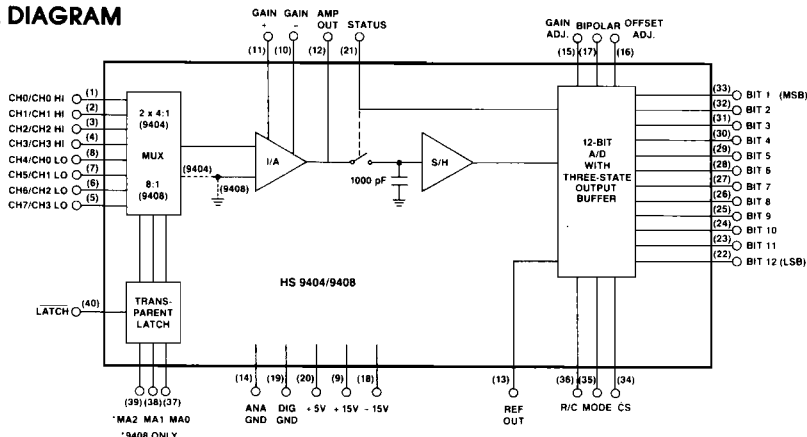 DIAGRAM
GAIN GAIN AMP
+ - OUT STATUS
(11) (10) (12) (21)
GAIN BIPOLAR OFFSET
ADJ. ADJ.
(15) (17) (16)
CH0/CH0 HI (1)
CH1/CH1 HI (2)
CH2/CH2 HI (3)
CH3/CH3 HI (4)
CH4/CH0 LO (8)
CH5/CH1 LO (7)
CH6/CH2 LO (6)
CH7/CH3 LO (5)
2 x 4:1
(9404)
MUX
8:1
(9408)
(9404)
(9408)
I/A
1000 pF
S/H
12-BIT
A/D
WITH
THREE-STATE
OUTPUT
BUFFER
(33) BIT 1 (MSB)
(32) BIT 2
(31) BIT 3
(30) BIT 4
(29) BIT 5
(28) BIT 6
(27) BIT 7
(26) BIT 8
(25) BIT 9
(24) BIT 10
(23) BIT 11
(22) BIT 12 (LSB)
HS 9404/9408
LATCH (40)
TRANS-
PARENT
LATCH
(39) (38) (37)
*MA2 MA1 MA0
*9408 ONLY
(14) (19) (20) (9) (18)
ANA DIG +5V +15V -15V
GND GND
(13)
REF
OUT
(36) (35) (34)
R/C MODE CS